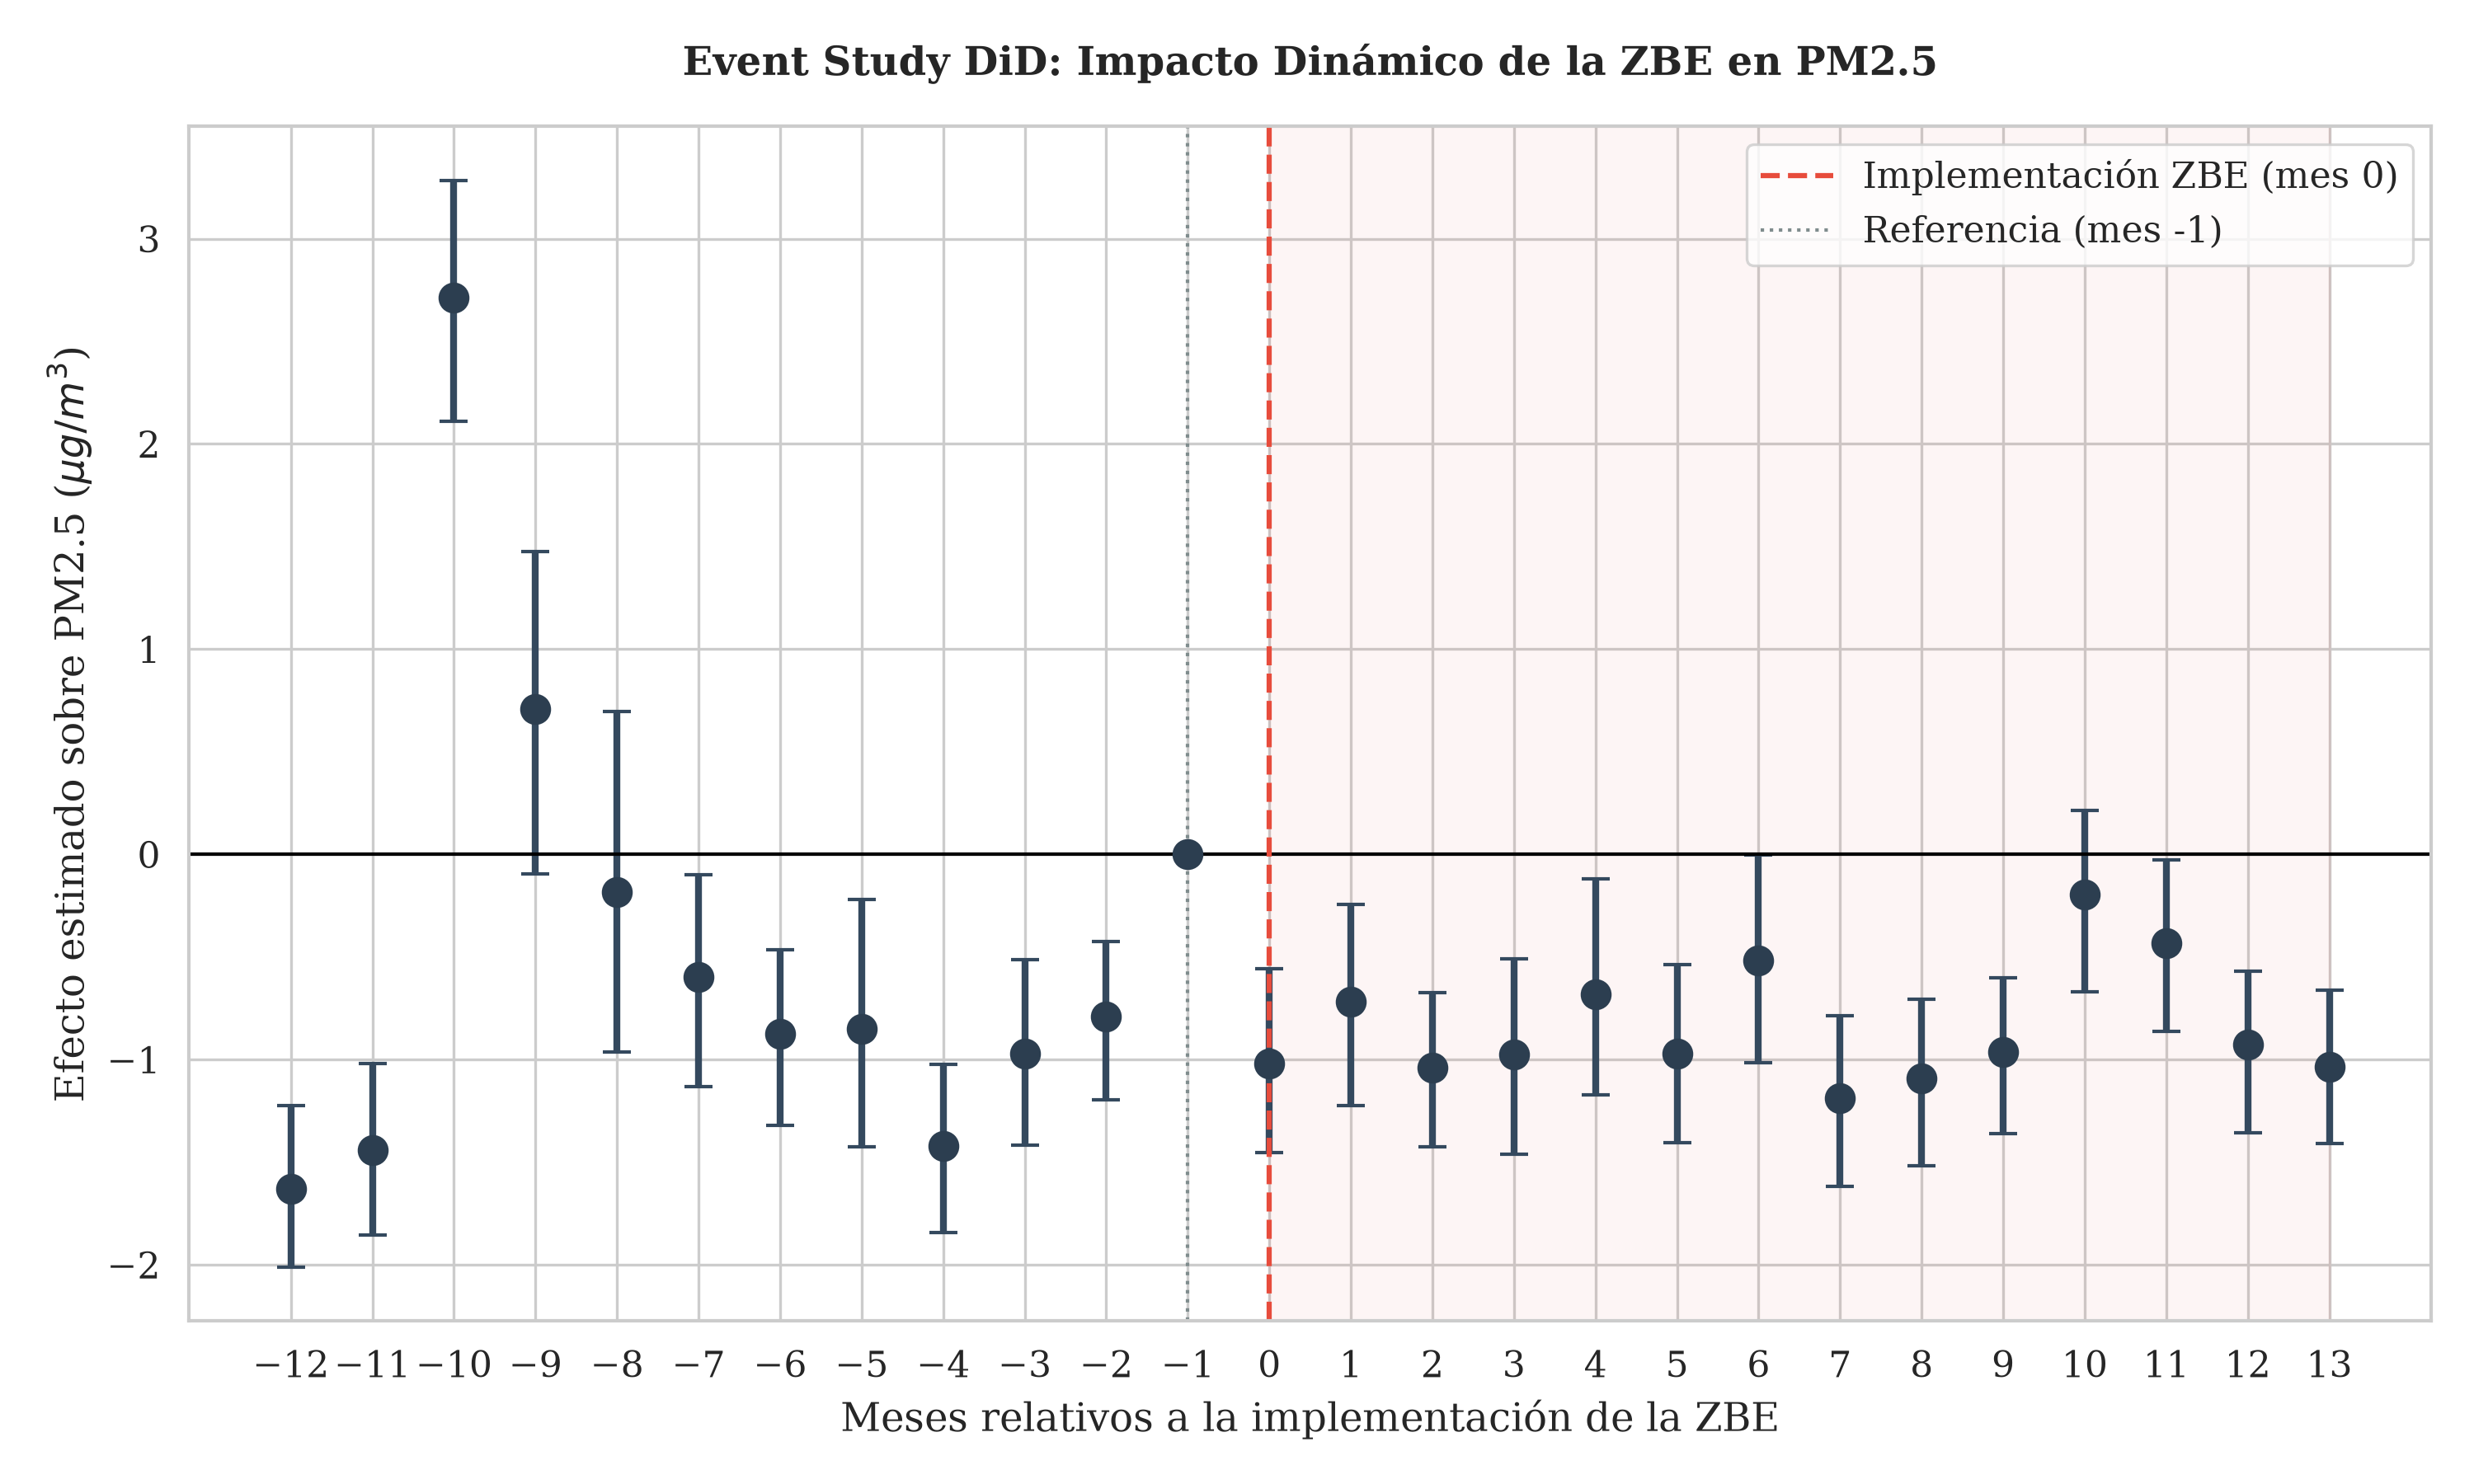 Event Study DiD: Impacto Dinámico de la ZBE en PM2.5
Implementación ZBE (mes 0)
Referencia (mes -1)
Efecto estimado sobre PM2.5 (μg/m³)
3
2
1
0
−1
−2
−12 −11 −10 −9 −8 −7 −6 −5 −4 −3 −2 −1 0 1 2 3 4 5 6 7 8 9 10 11 12 13
Meses relativos a la implementación de la ZBE